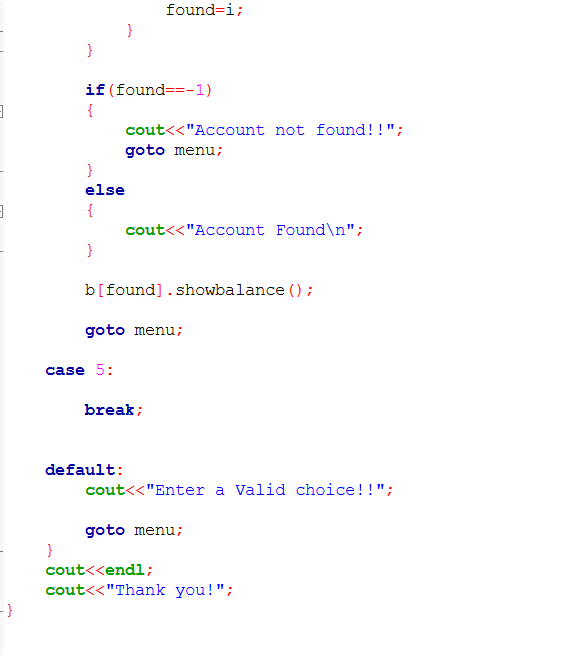 found=i;
}
}
if(found==-1)
{
cout<<"Account not found!!";
goto menu;
}
else
{
cout<<"Account Found\n";
}
b[found].showbalance();
goto menu;
case 5:
break;
default:
cout<<"Enter a Valid choice!!";
goto menu;
}
cout<<endl;
cout<<"Thank you!";
}